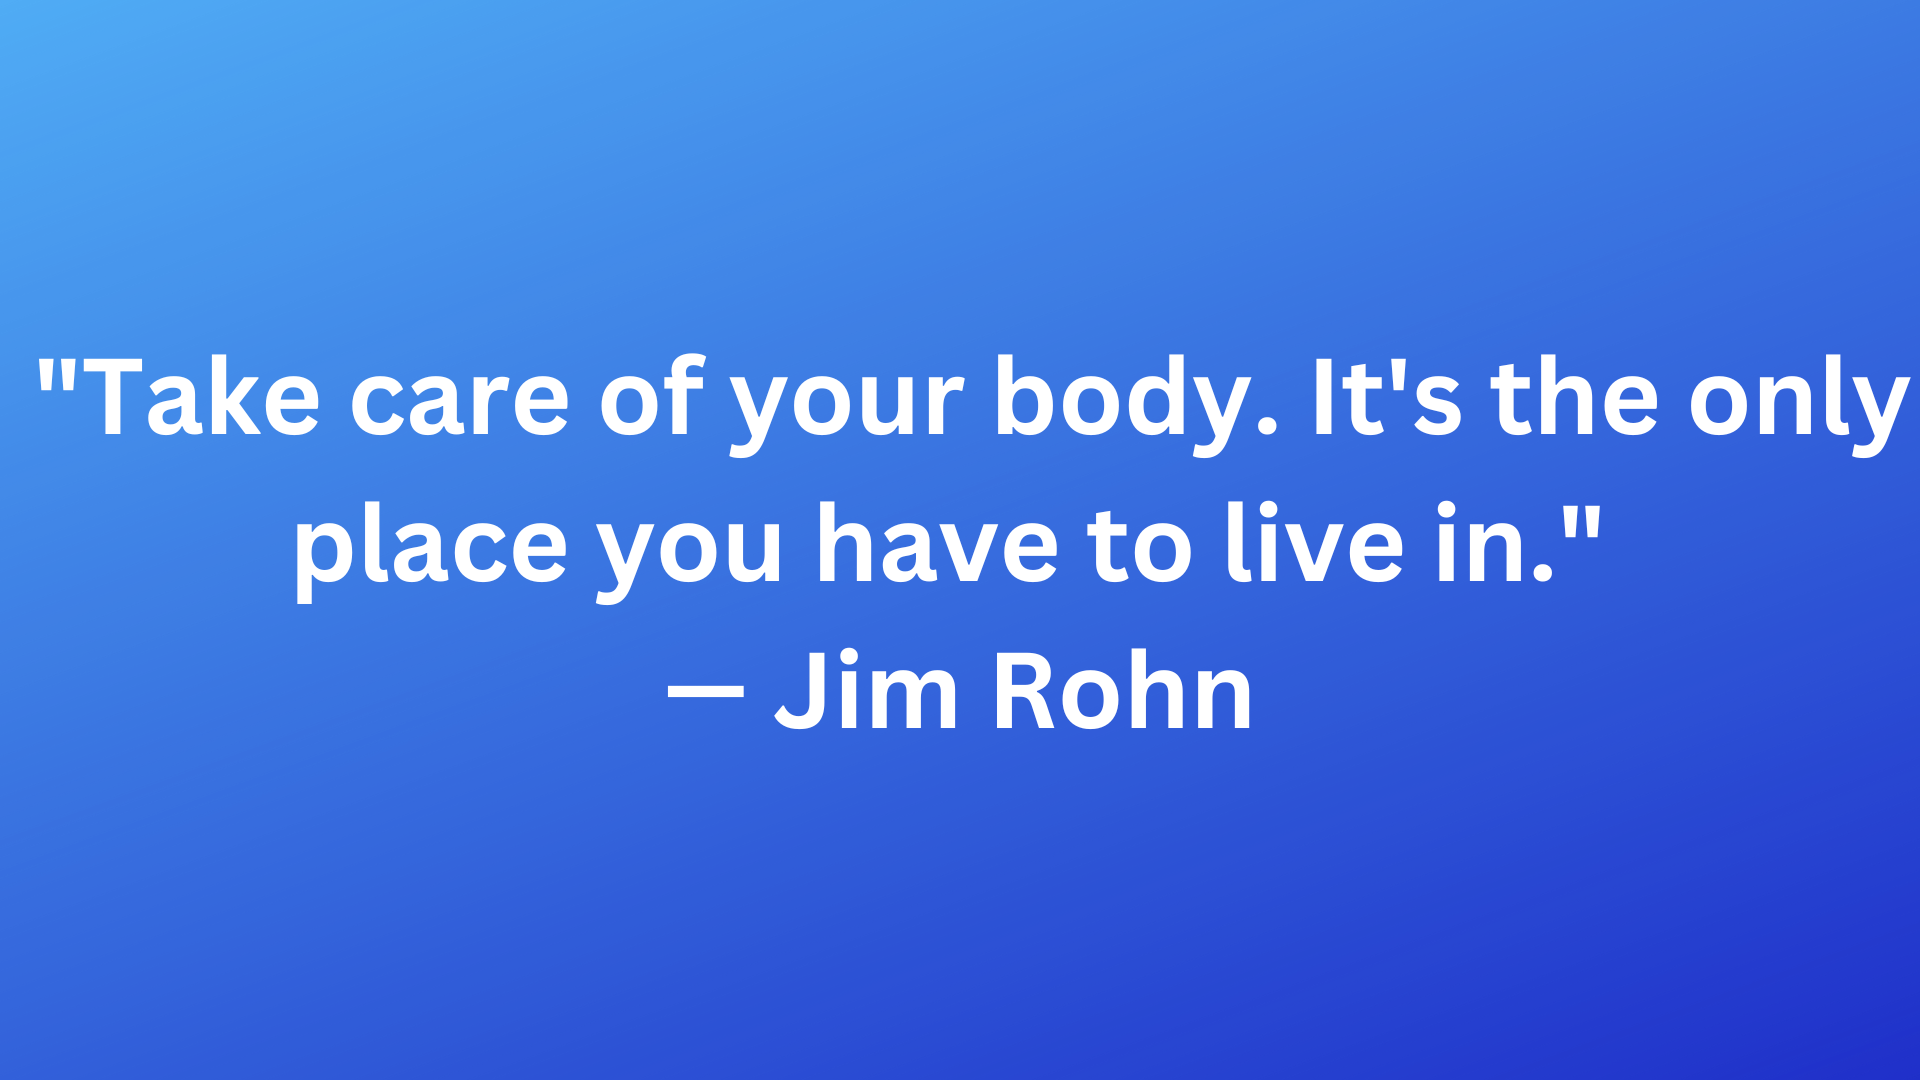 "Take care of your body. It's the only
place you have to live in."
— Jim Rohn